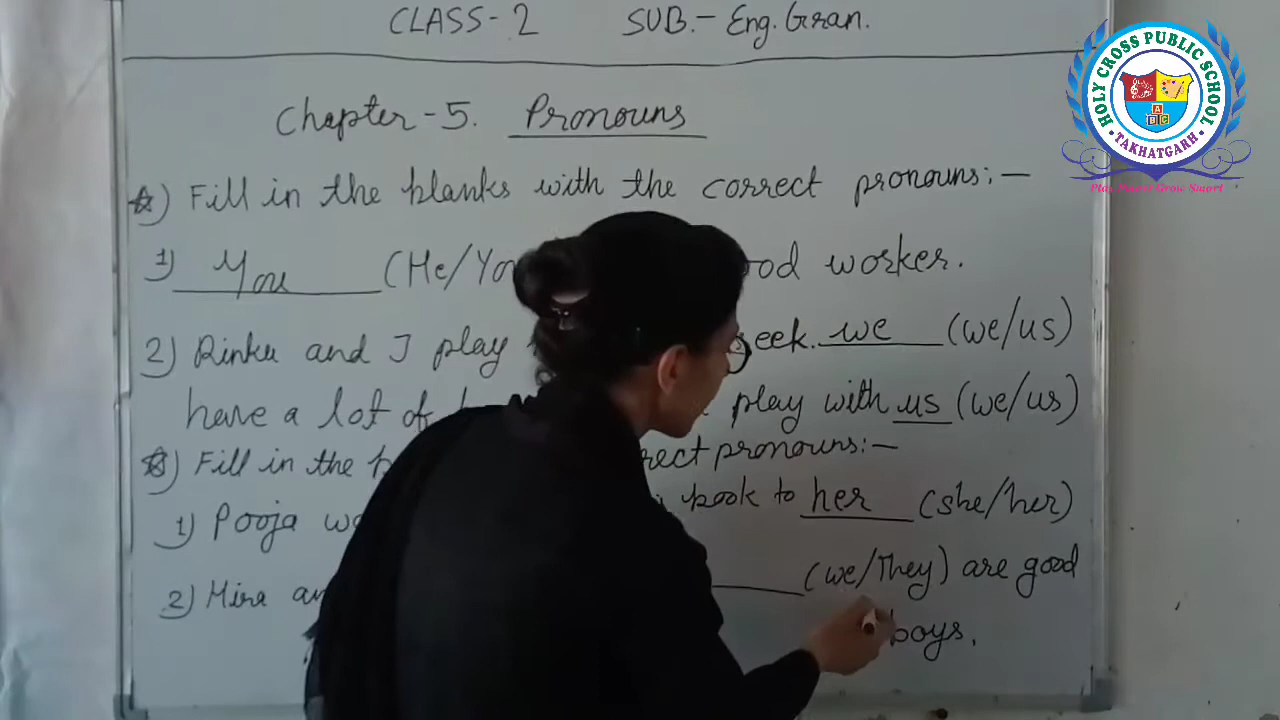 CLASS-2 SUB.- Eng. Gran.
Chapter-5. Pronouns
Fill in the blanks with the correct pronouns:-
1) You (He/You ood worker.
2) Rinku and I play eek. we (we/us)
have a lot of play with us (we/us)
Fill in the rect pronouns:-
1) Pooja book to her (she/her)
2) Mira (we/They) are good
boys.
HOLY CROSS PUBLIC SCHOOL
TAKHATGARH
A
B C